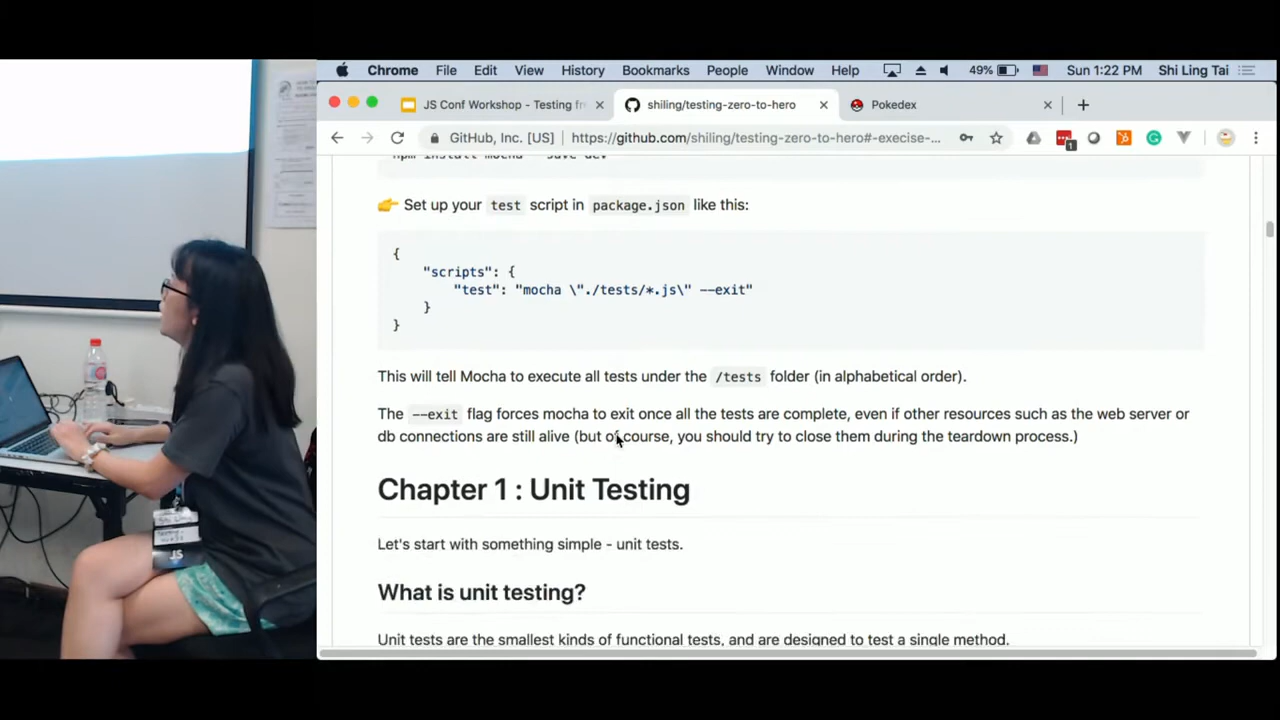 Chrome File Edit View History Bookmarks People Window Help 49% Sun 1:22 PM Shi Ling Tai
JS Conf Workshop - Testing fr
shiling/testing-zero-to-hero
Pokedex
GitHub, Inc. [US] https://github.com/shiling/testing-zero-to-hero#-execise-...
1
npm install mocha --save-dev
👉 Set up your test script in package.json like this:
{
"scripts": {
"test": "mocha \"./tests/*.js\" --exit"
}
}
This will tell Mocha to execute all tests under the /tests folder (in alphabetical order).
The --exit flag forces mocha to exit once all the tests are complete, even if other resources such as the web server or
db connections are still alive (but of course, you should try to close them during the teardown process.)
Chapter 1 : Unit Testing
Let's start with something simple - unit tests.
What is unit testing?
Unit tests are the smallest kinds of functional tests, and are designed to test a single method.
JS